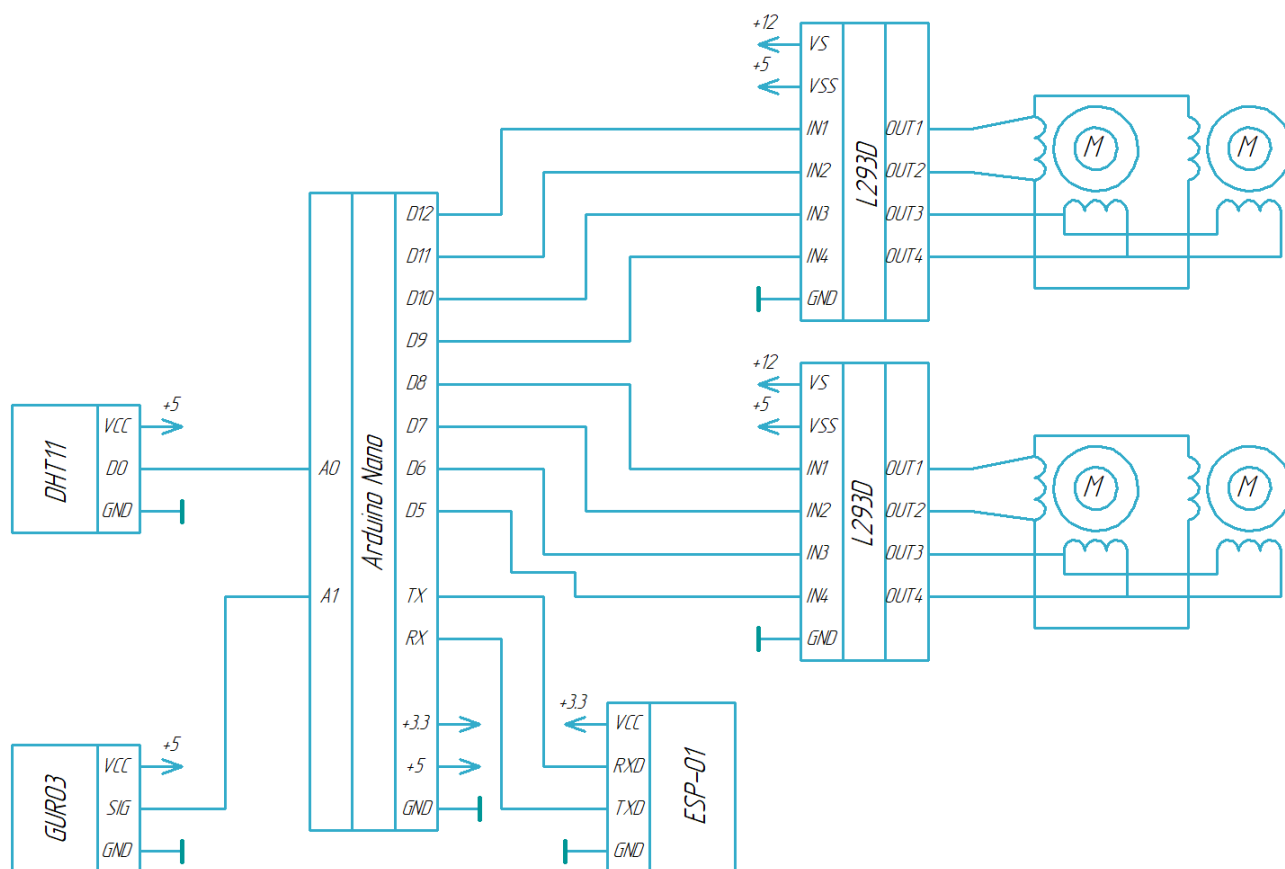 +12
VS
+5
VSS
IN1
IN2
IN3
IN4
GND
L293D
OUT1
OUT2
OUT3
OUT4
M
M
+12
VS
+5
VSS
IN1
IN2
IN3
IN4
GND
L293D
OUT1
OUT2
OUT3
OUT4
M
M
A0
A1
Arduino Nano
D12
D11
D10
D9
D8
D7
D6
D5
TX
RX
+3.3
+5
GND
DHT11
VCC
+5
DO
GND
GUR03
VCC
+5
SIG
GND
+3.3
VCC
RXD
TXD
GND
ESP-01